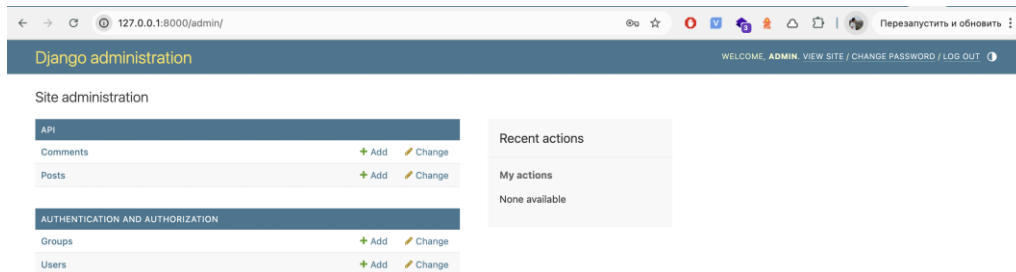 127.0.0.1:8000/admin/
3
Перезапустить и обновить
Django administration
WELCOME, ADMIN. VIEW SITE / CHANGE PASSWORD / LOG OUT
Site administration
API
Comments + Add Change
Posts + Add Change
AUTHENTICATION AND AUTHORIZATION
Groups + Add Change
Users + Add Change
Recent actions
My actions
None available